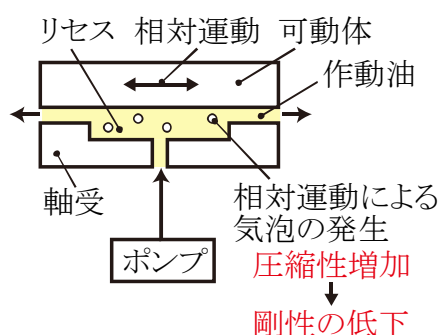 リセス 相対運動 可動体
作動油
軸受
相対運動による
気泡の発生
ポンプ
圧縮性増加
剛性の低下